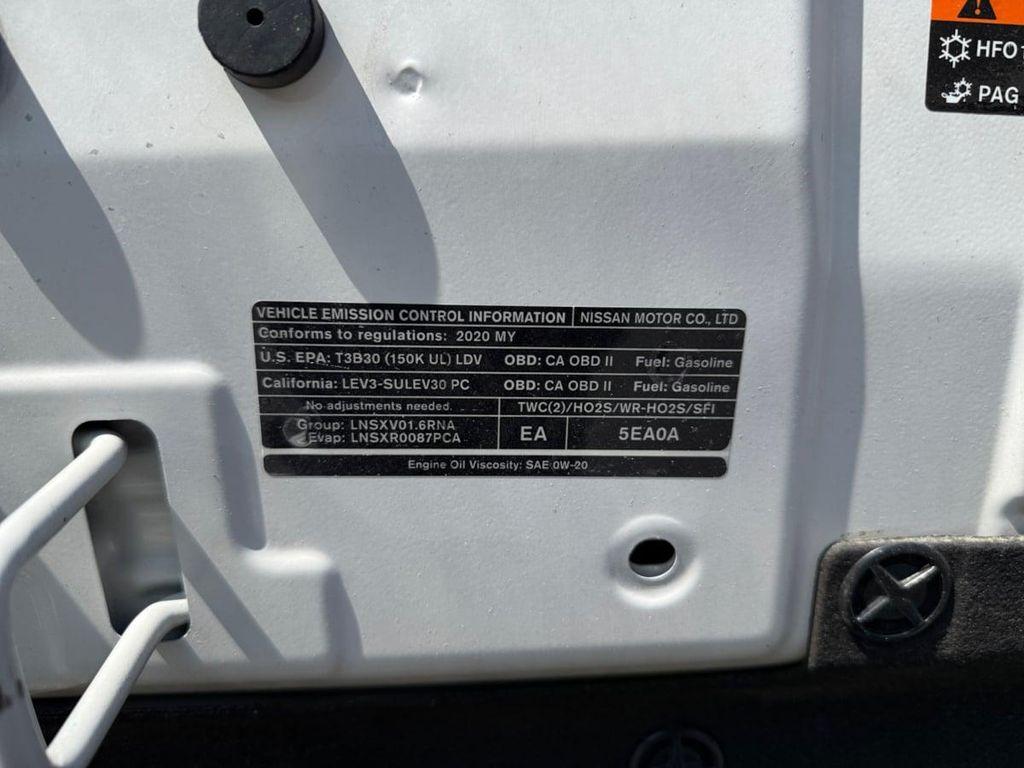 HFO
PAG
VEHICLE EMISSION CONTROL INFORMATION NISSAN MOTOR CO., LTD
Conforms to regulations: 2020 MY
U.S. EPA: T3B30 (150K UL) LDV OBD: CA OBD II Fuel: Gasoline
California: LEV3-SULEV30 PC OBD: CA OBD II Fuel: Gasoline
No adjustments needed. TWC(2)/HO2S/WR-HO2S/SFI
Group: LNSXV01.6RNA
Evap: LNSXR0087PCA
EA 5EA0A
Engine Oil Viscosity: SAE 0W-20